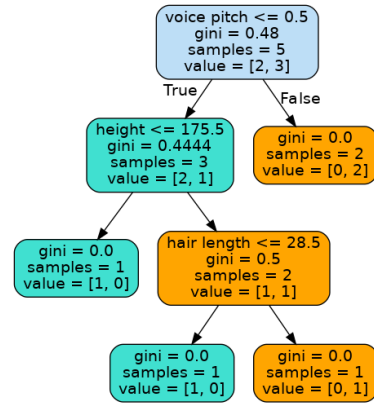 voice pitch <= 0.5
gini = 0.48
samples = 5
value = [2, 3]
True
False
height <= 175.5
gini = 0.4444
samples = 3
value = [2, 1]
gini = 0.0
samples = 2
value = [0, 2]
gini = 0.0
samples = 1
value = [1, 0]
hair length <= 28.5
gini = 0.5
samples = 2
value = [1, 1]
gini = 0.0
samples = 1
value = [1, 0]
gini = 0.0
samples = 1
value = [0, 1]